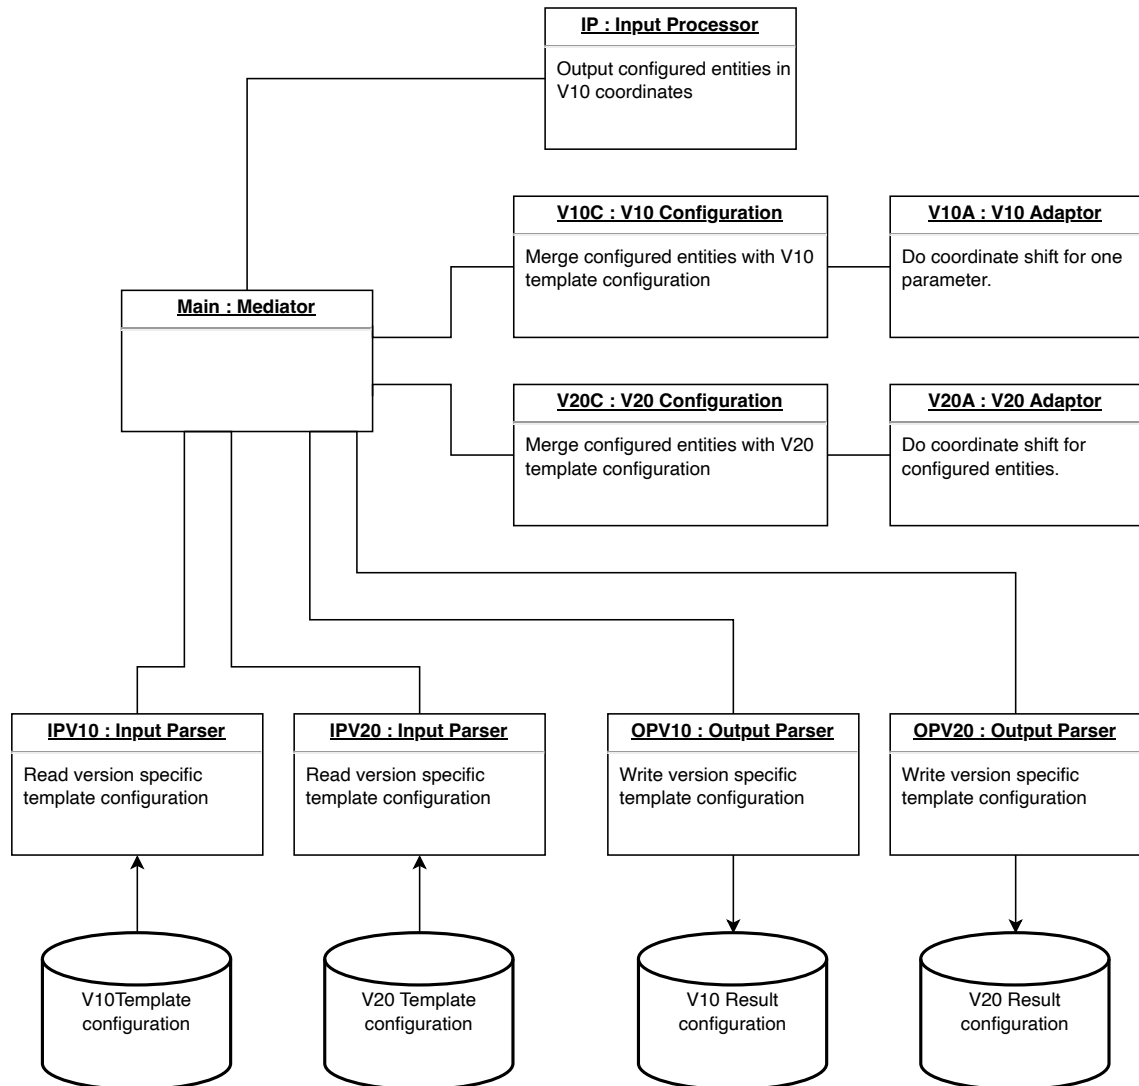 IP : Input Processor
Output configured entities in
V10 coordinates
V10C : V10 Configuration
Merge configured entities with V10
template configuration
V10A : V10 Adaptor
Do coordinate shift for one
parameter.
Main : Mediator
V20C : V20 Configuration
Merge configured entities with V20
template configuration
V20A : V20 Adaptor
Do coordinate shift for
configured entities.
IPV10 : Input Parser
Read version specific
template configuration
IPV20 : Input Parser
Read version specific
template configuration
OPV10 : Output Parser
Write version specific
template configuration
OPV20 : Output Parser
Write version specific
template configuration
V10Template
configuration
V20 Template
configuration
V10 Result
configuration
V20 Result
configuration